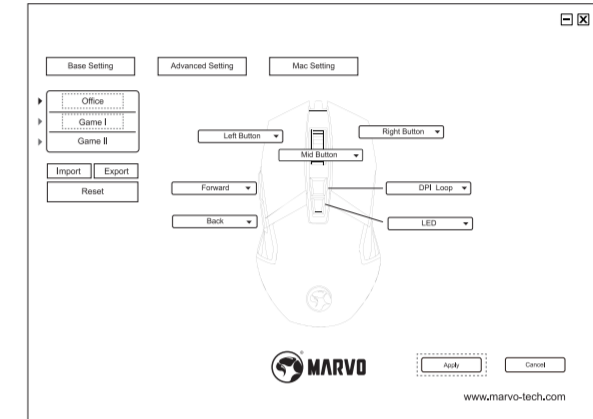 Base Setting
Advanced Setting
Mac Setting
Office
Game I
Game II
Import
Export
Reset
Left Button
Right Button
Mid Button
Forward
DPI Loop
Back
LED
MARVO
Apply
Cancel
www.marvo-tech.com